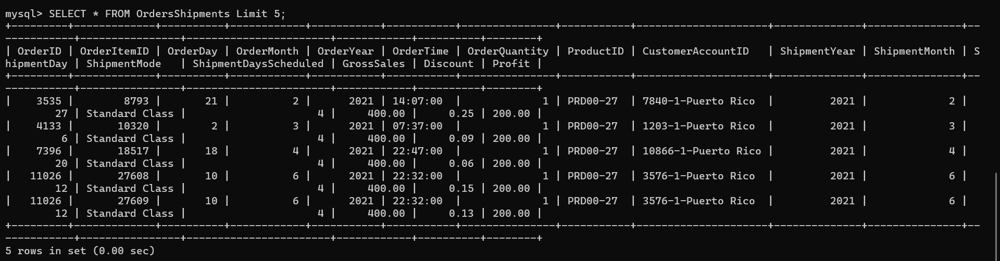 mysql> SELECT * FROM OrdersShipments Limit 5;
+---------+-------------+----------+------------+-----------+-----------+---------------+-----------+---------------------+--------------+---------------+--
-----------+----------------+-----------------------+------------+----------+--------+
| OrderID | OrderItemID | OrderDay | OrderMonth | OrderYear | OrderTime | OrderQuantity | ProductID | CustomerAccountID   | ShipmentYear | ShipmentMonth | S
hipmentDay | ShipmentMode   | ShipmentDaysScheduled | GrossSales | Discount | Profit |
+---------+-------------+----------+------------+-----------+-----------+---------------+-----------+---------------------+--------------+---------------+--
-----------+----------------+-----------------------+------------+----------+--------+
|    3535 |        8793 |       21 |          2 |      2021 | 14:07:00  |             1 | PRD00-27  | 7840-1-Puerto Rico  |         2021 |             2 |
        27 | Standard Class |                     4 |     400.00 |     0.25 | 200.00 |
|    4133 |       10320 |        2 |          3 |      2021 | 07:37:00  |             1 | PRD00-27  | 1203-1-Puerto Rico  |         2021 |             3 |
         6 | Standard Class |                     4 |     400.00 |     0.09 | 200.00 |
|    7396 |       18517 |       18 |          4 |      2021 | 22:47:00  |             1 | PRD00-27  | 10866-1-Puerto Rico |         2021 |             4 |
        20 | Standard Class |                     4 |     400.00 |     0.06 | 200.00 |
|   11026 |       27608 |       10 |          6 |      2021 | 22:32:00  |             1 | PRD00-27  | 3576-1-Puerto Rico  |         2021 |             6 |
        12 | Standard Class |                     4 |     400.00 |     0.15 | 200.00 |
|   11026 |       27609 |       10 |          6 |      2021 | 22:32:00  |             1 | PRD00-27  | 3576-1-Puerto Rico  |         2021 |             6 |
        12 | Standard Class |                     4 |     400.00 |     0.13 | 200.00 |
+---------+-------------+----------+------------+-----------+-----------+---------------+-----------+---------------------+--------------+---------------+--
-----------+----------------+-----------------------+------------+----------+--------+
5 rows in set (0.00 sec)